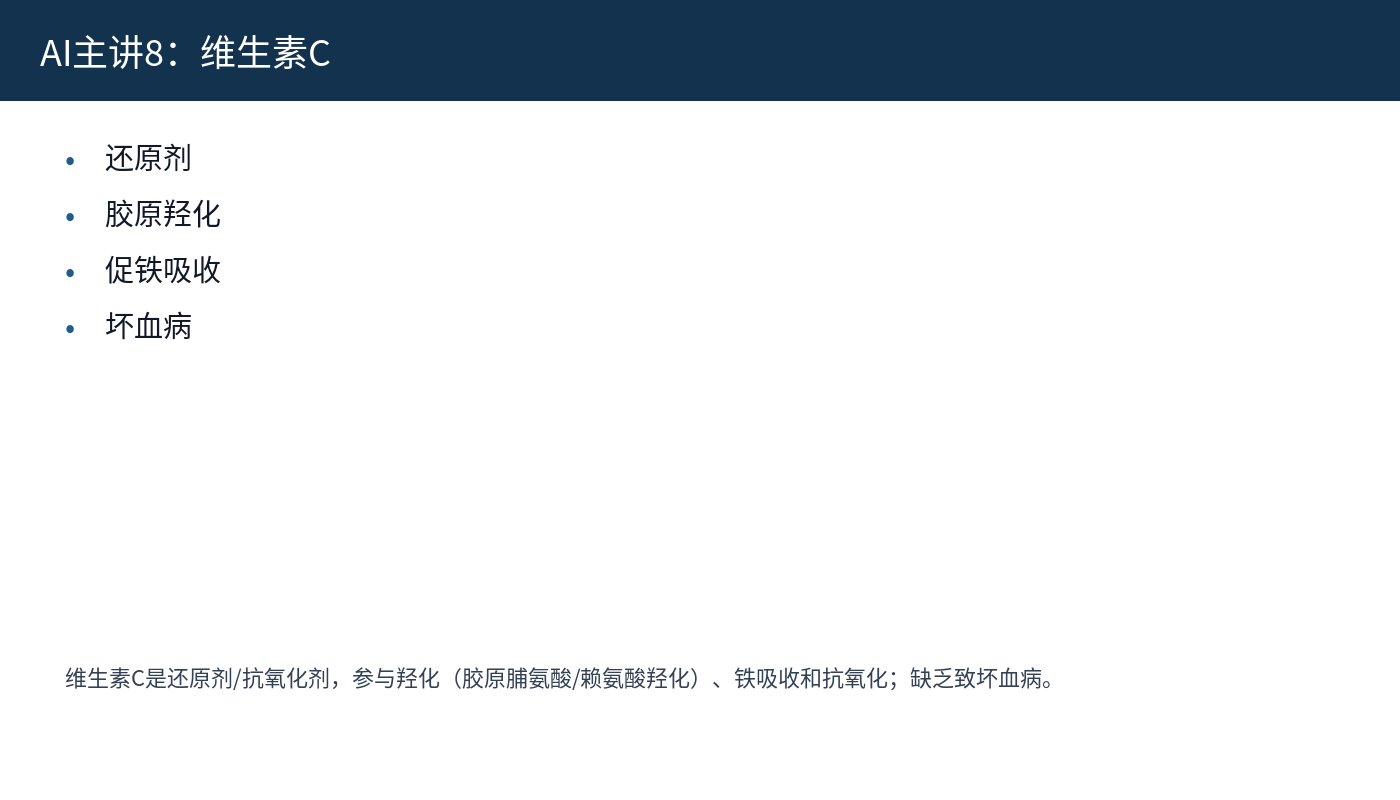 AI主讲8：维生素C
• 还原剂
• 胶原羟化
• 促铁吸收
• 坏血病
维生素C是还原剂/抗氧化剂，参与羟化（胶原脯氨酸/赖氨酸羟化）、铁吸收和抗氧化；缺乏致坏血病。